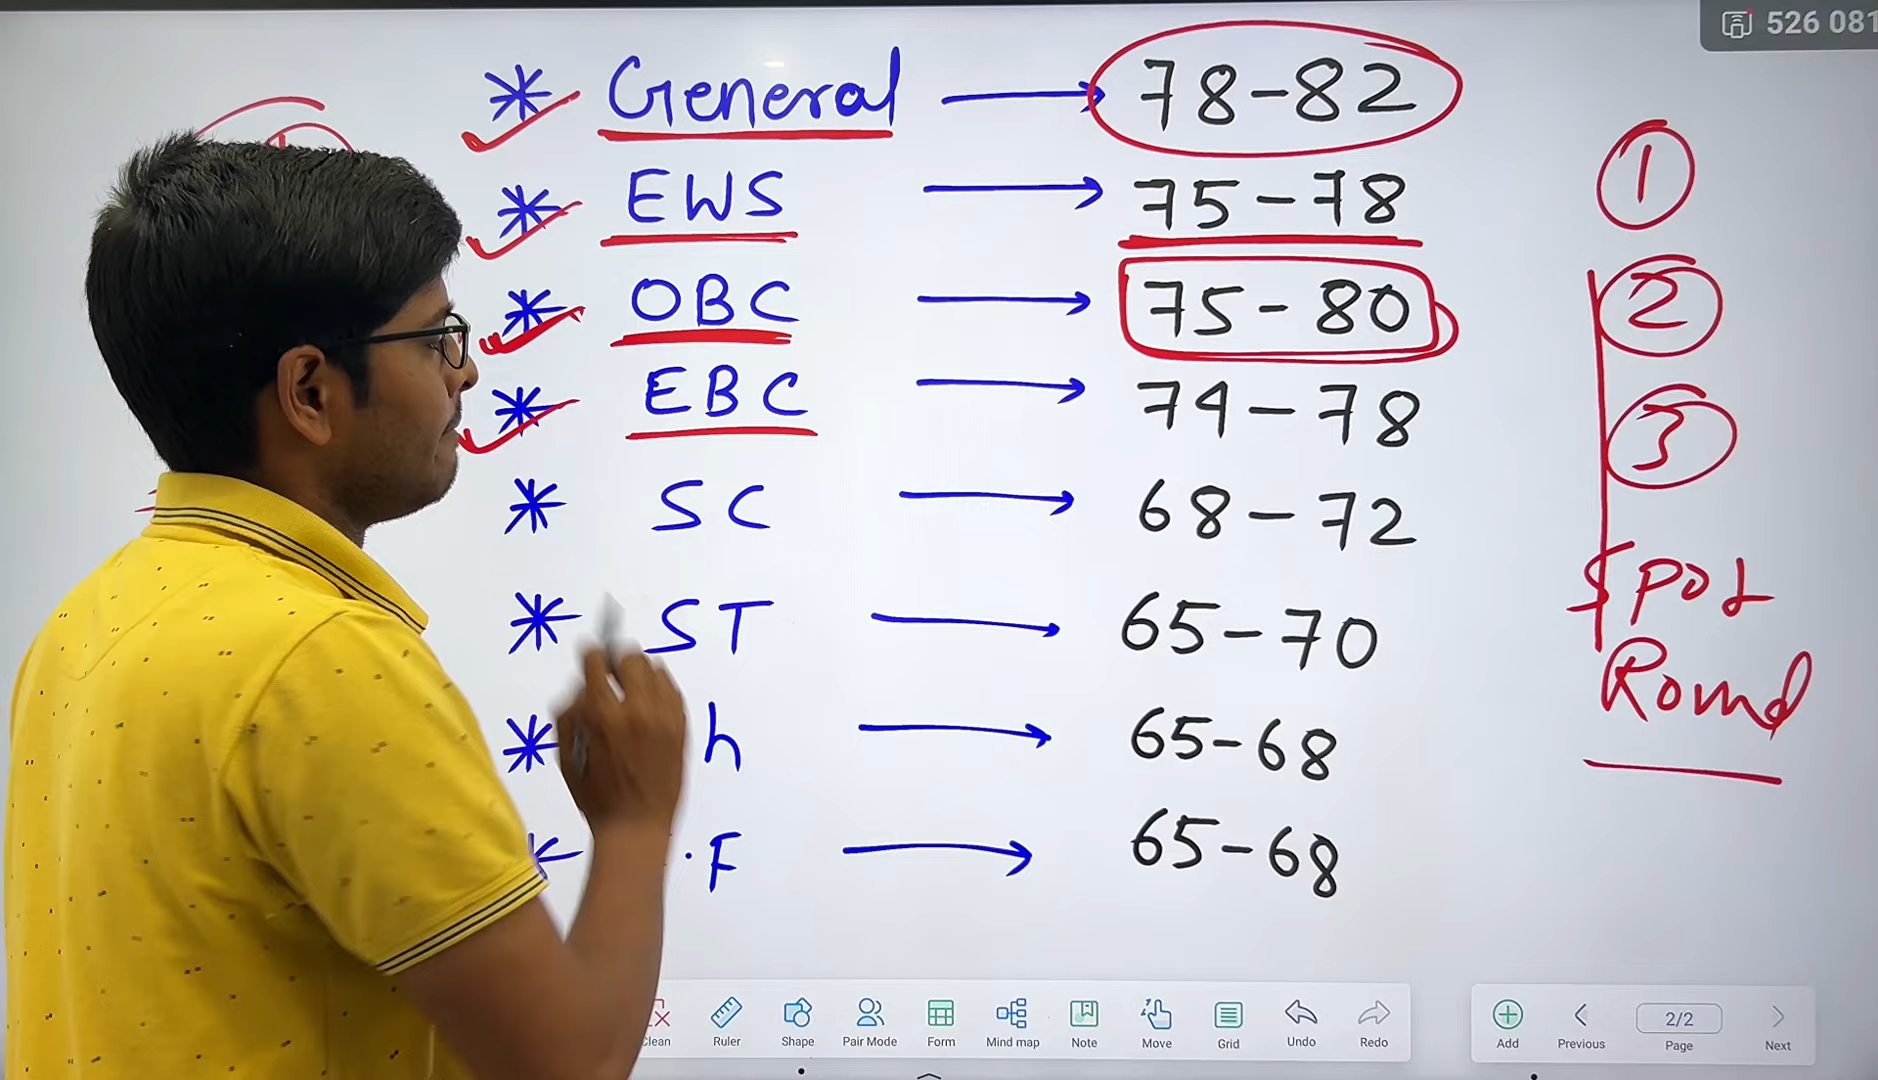 526 081
* General → 78-82
* EWS → 75-78
* OBC → 75-80
* EBC → 74-78
* SC → 68-72
* ST → 65-70
* h → 65-68
* .F → 65-68
1
2
3
Spot
Round
Clean Ruler Shape Pair Mode Form Mind map Note Move Grid Undo Redo
Add Previous 2/2 Page Next